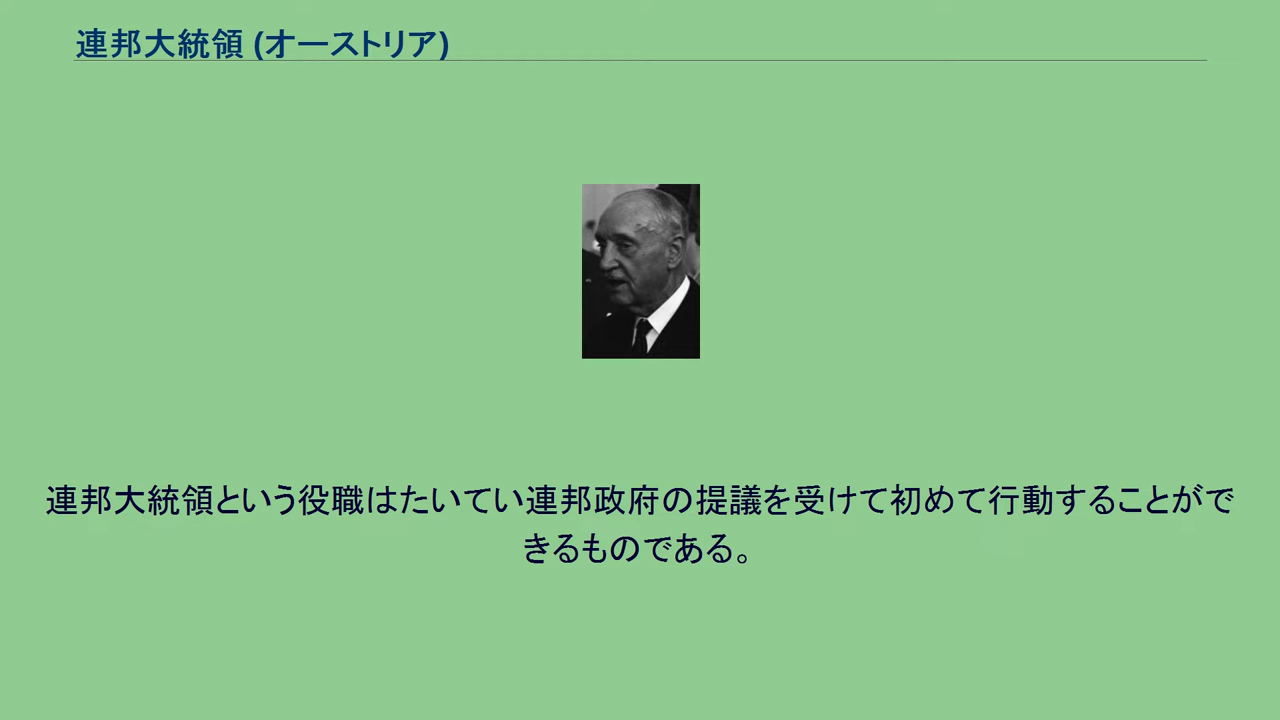 連邦大統領 (オーストリア)
連邦大統領という役職はたいてい連邦政府の提議を受けて初めて行動することがで
きるものである。